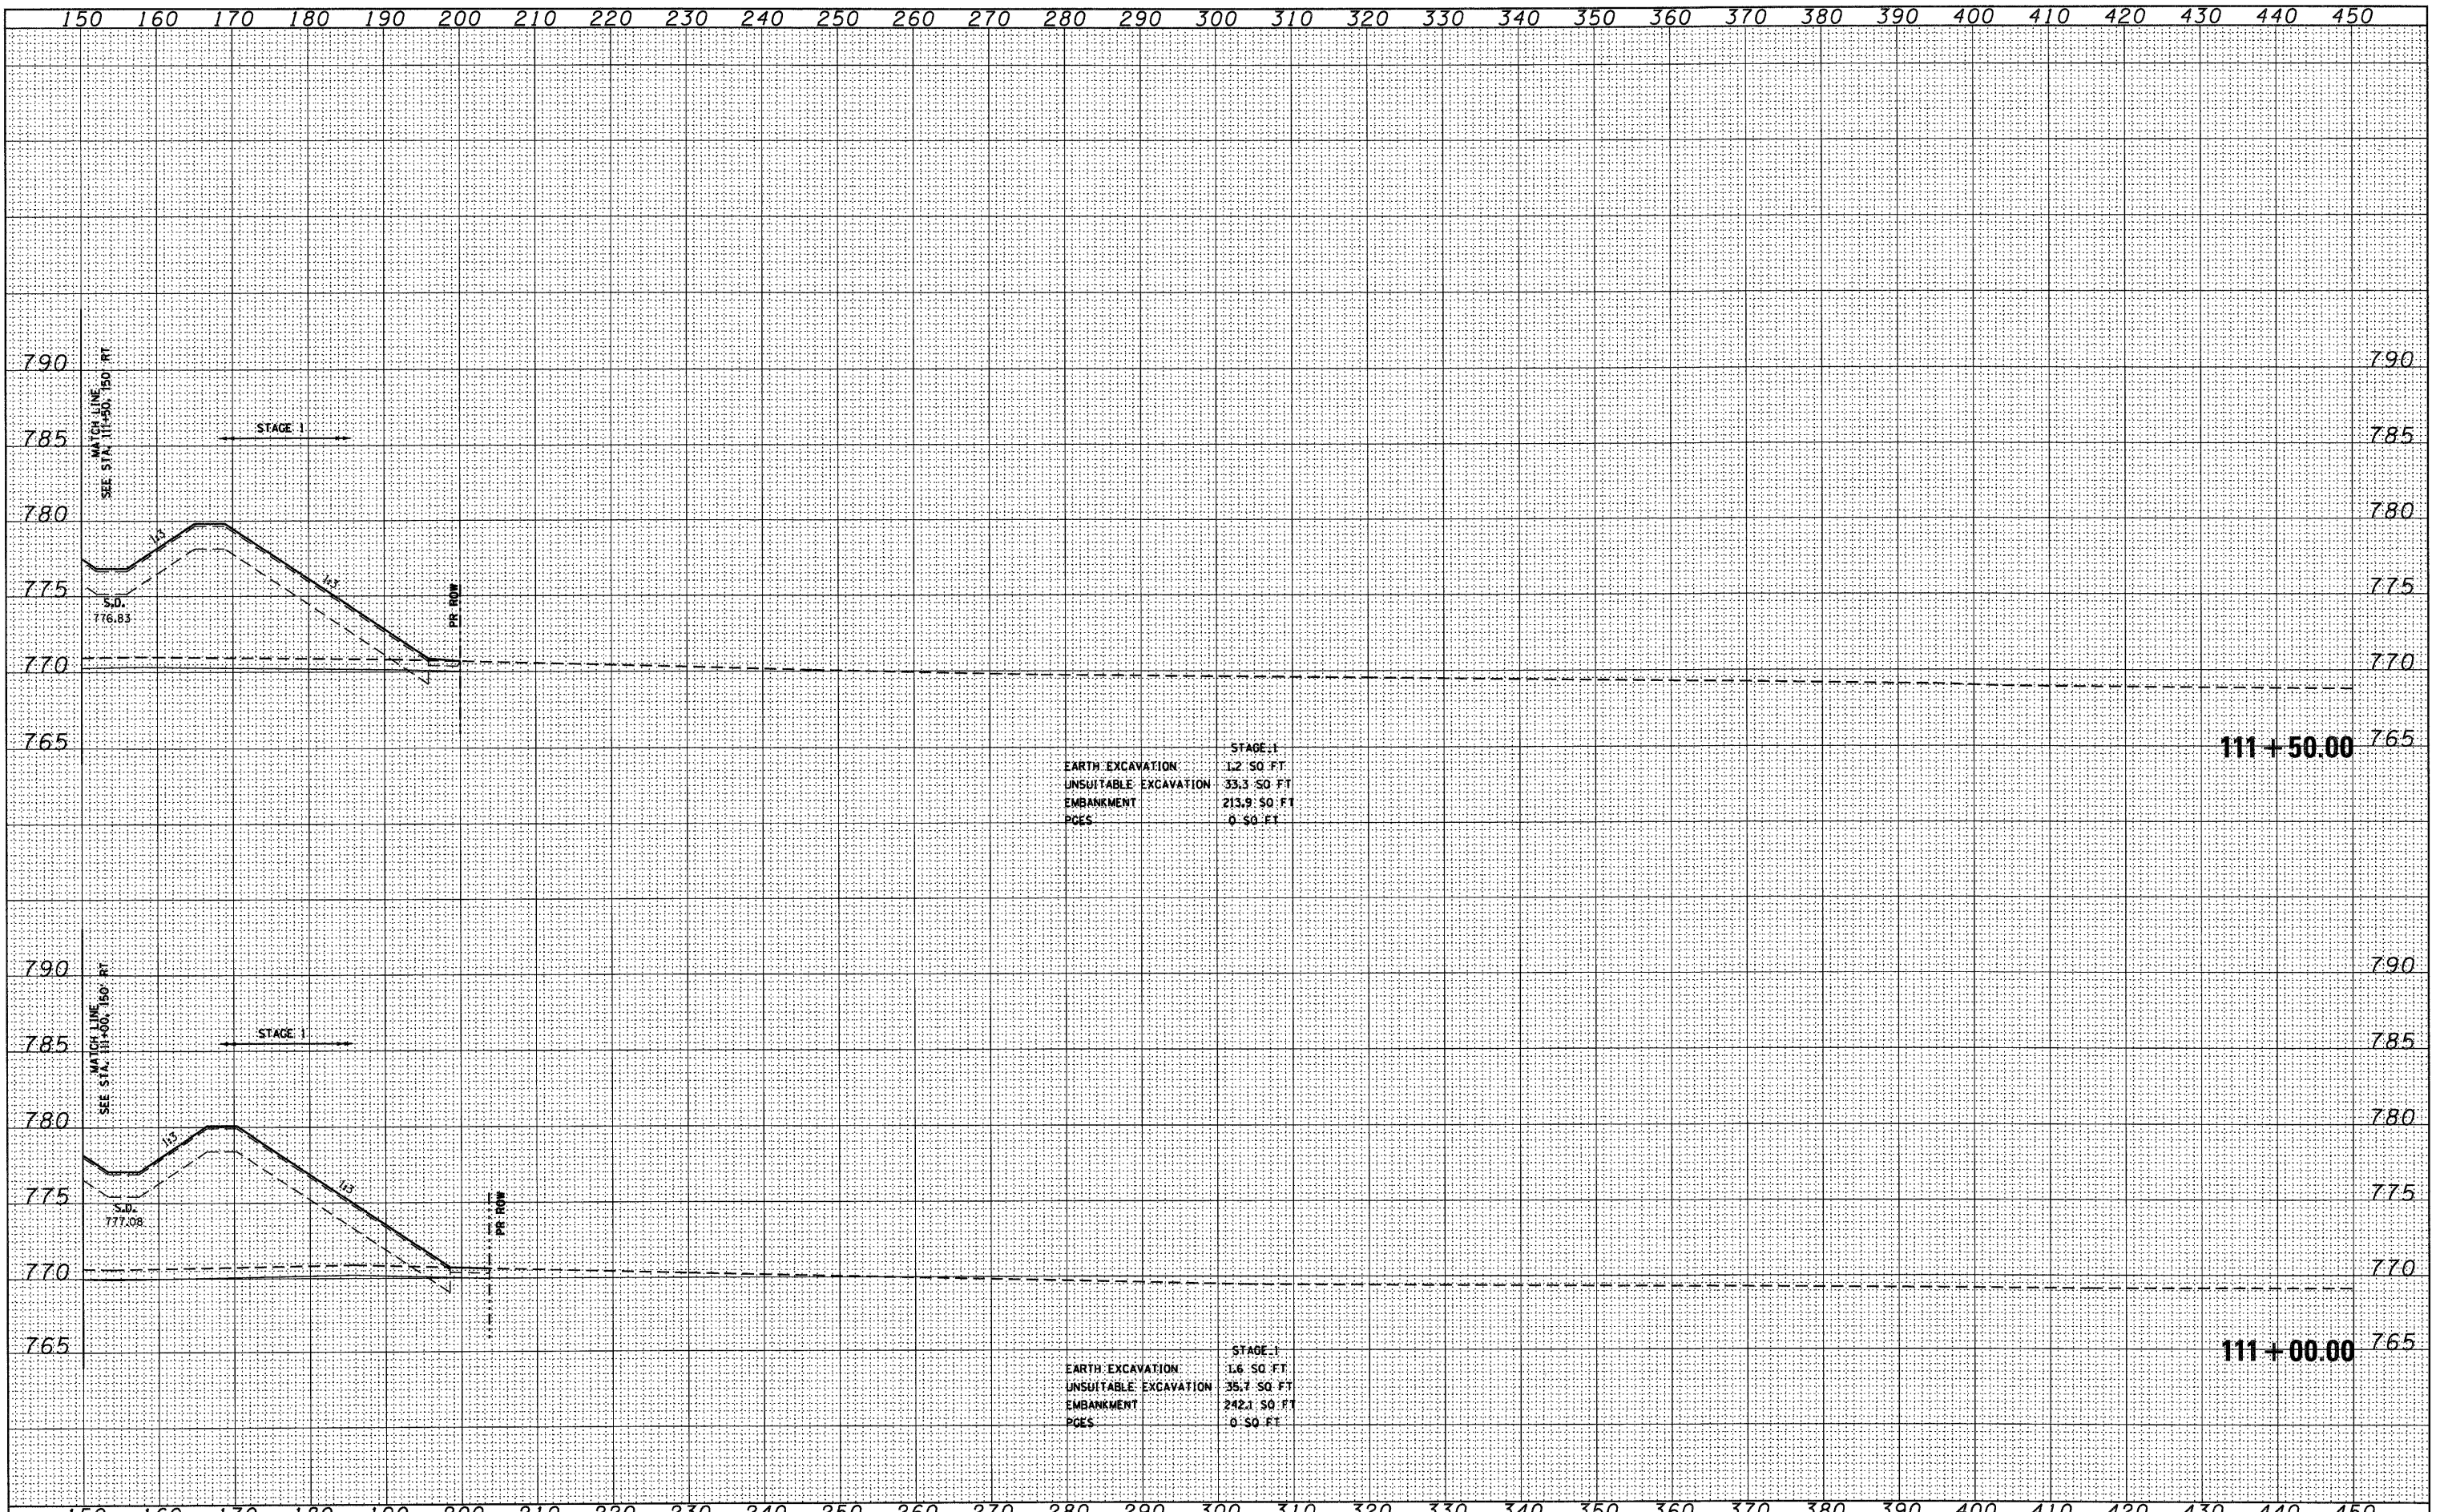 150 160 170 180 190 200 210 220 230 240 250 260 270 280 290 300 310 320 330 340 350 360 370 380 390 400 410 420 430 440 450
790 790
MATCH LINE
SEE STA. 111+50, 150' RT
STAGE 1
785 785
780 780
1:3
1:3
775 775
S.D.
776.83
PR ROW
770 770
765 765
111+50.00
STAGE 1
EARTH EXCAVATION 1.2 SQ FT
UNSUITABLE EXCAVATION 33.3 SQ FT
EMBANKMENT 213.9 SQ FT
PGES 0 SQ FT
790 790
MATCH LINE
SEE STA. 111+00, 150' RT
STAGE 1
785 785
780 780
1:3
1:3
775 775
S.D.
777.08
PR ROW
770 770
765 765
111+00.00
STAGE 1
EARTH EXCAVATION 1.6 SQ FT
UNSUITABLE EXCAVATION 35.7 SQ FT
EMBANKMENT 242.1 SQ FT
PGES 0 SQ FT
150 160 170 180 190 200 210 220 230 240 250 260 270 280 290 300 310 320 330 340 350 360 370 380 390 400 410 420 430 440 450